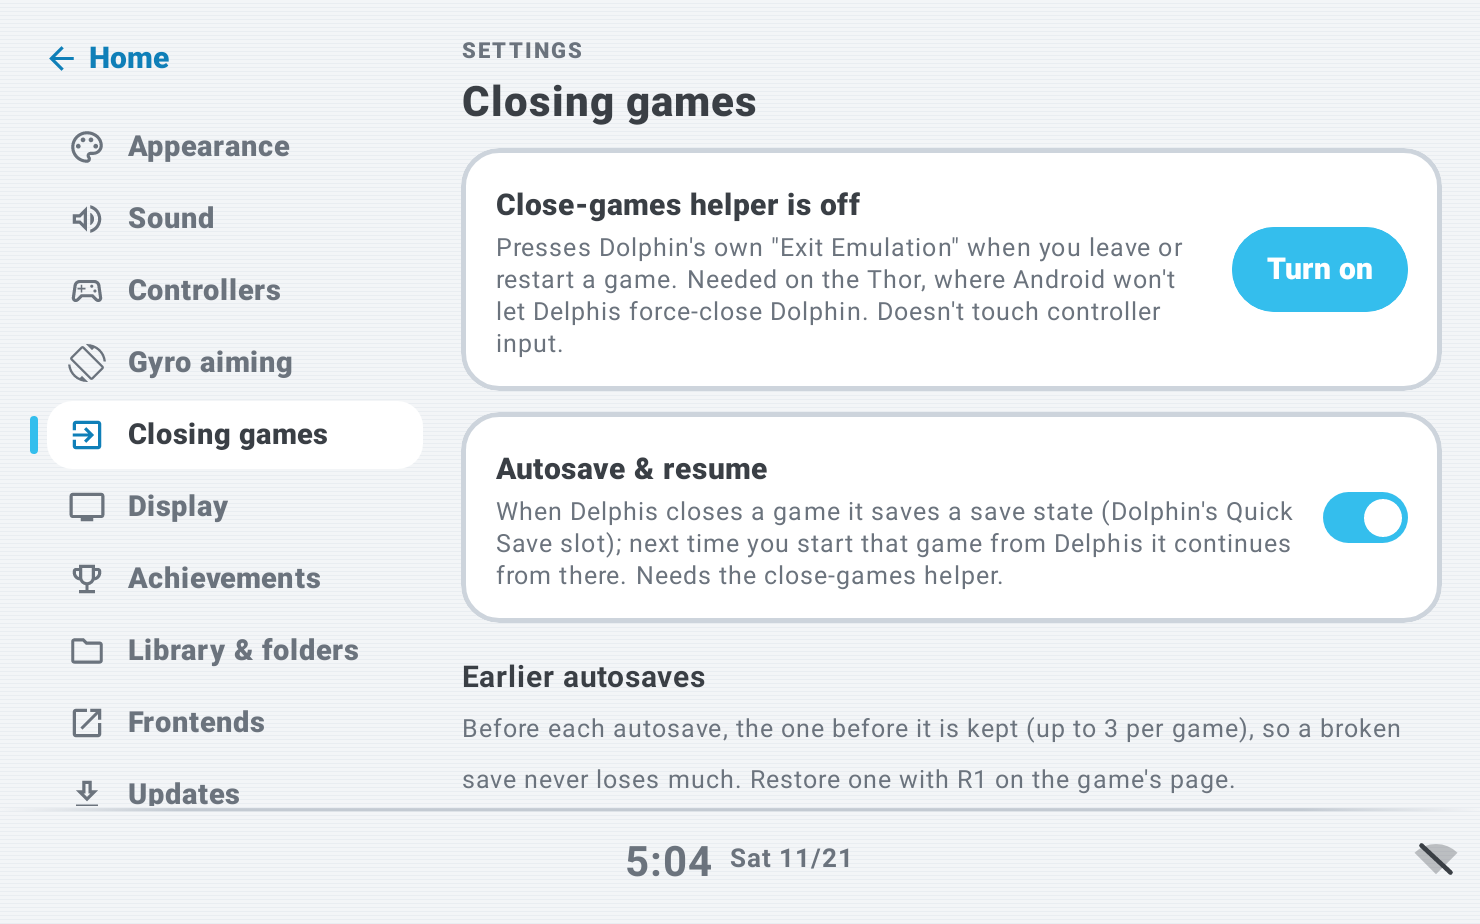 Home
Appearance
Sound
Controllers
Gyro aiming
Closing games
Display
Achievements
Library & folders
Frontends
Updates
SETTINGS
Closing games
Close-games helper is off
Presses Dolphin's own "Exit Emulation" when you leave or
restart a game. Needed on the Thor, where Android won't
let Delphis force-close Dolphin. Doesn't touch controller
input.
Turn on
Autosave & resume
When Delphis closes a game it saves a save state (Dolphin's Quick
Save slot); next time you start that game from Delphis it continues
from there. Needs the close-games helper.
Earlier autosaves
Before each autosave, the one before it is kept (up to 3 per game), so a broken
save never loses much. Restore one with R1 on the game's page.
5:04 Sat 11/21